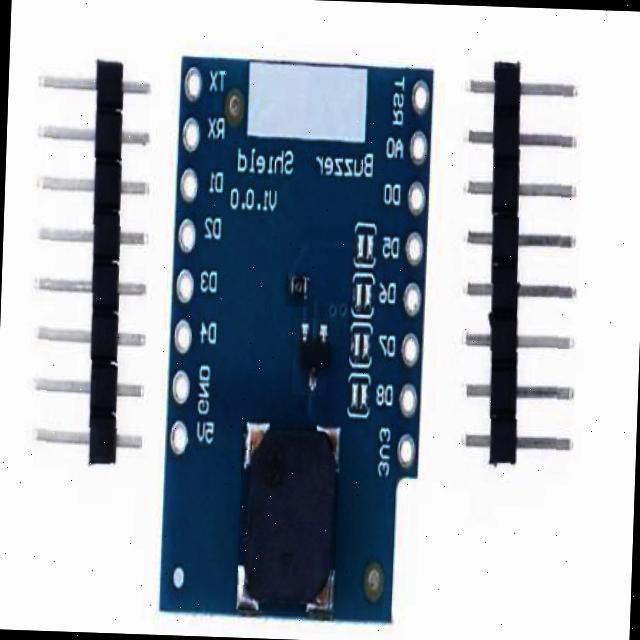 TX
RST
RX
A0
Buzzer Shield
V1.0.0
D1
D0
D2
D5
D3
D6
D4
D7
GND
D8
5V
3V3